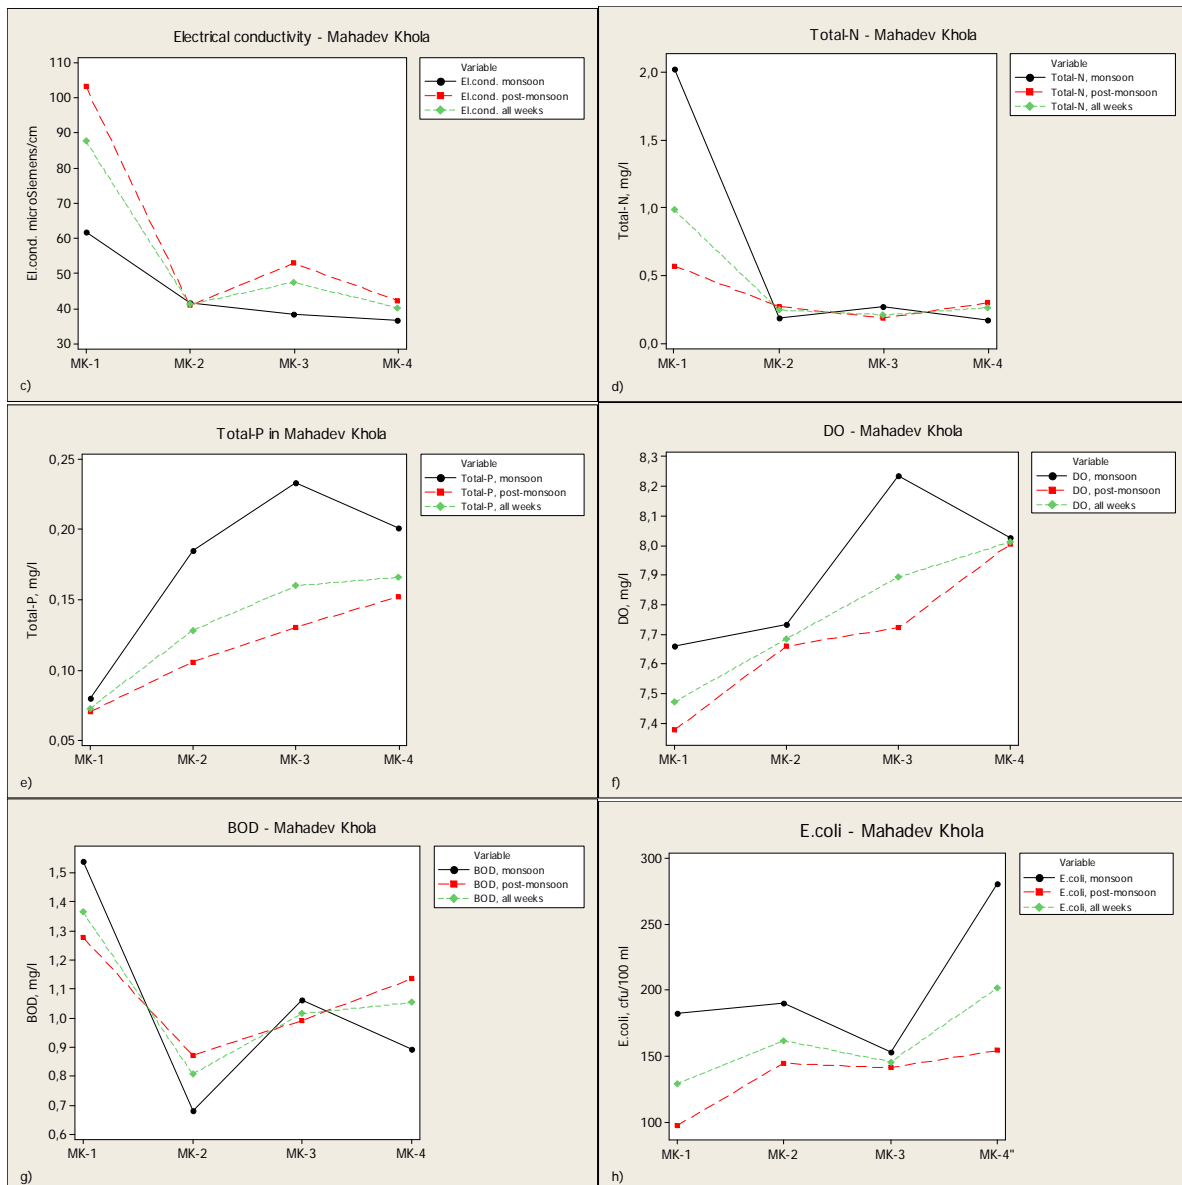 Electrical conductivity - Mahadev Khola
El.cond. microSiemens/cm
110
100
90
80
70
60
50
40
30
MK-1 MK-2 MK-3 MK-4
Variable
El.cond. monsoon
El.cond. post-monsoon
El.cond. all weeks
c)
Total-N - Mahadev Khola
Total-N, mg/l
2,0
1,5
1,0
0,5
0,0
MK-1 MK-2 MK-3 MK-4
Variable
Total-N, monsoon
Total-N, post-monsoon
Total-N, all weeks
d)
Total-P in Mahadev Khola
Total-P, mg/l
0,25
0,20
0,15
0,10
0,05
MK-1 MK-2 MK-3 MK-4
Variable
Total-P, monsoon
Total-P, post-monsoon
Total-P, all weeks
e)
DO - Mahadev Khola
DO, mg/l
8,3
8,2
8,1
8,0
7,9
7,8
7,7
7,6
7,5
7,4
MK-1 MK-2 MK-3 MK-4
Variable
DO, monsoon
DO, post-monsoon
DO, all weeks
f)
BOD - Mahadev Khola
BOD, mg/l
1,5
1,4
1,3
1,2
1,1
1,0
0,9
0,8
0,7
0,6
MK-1 MK-2 MK-3 MK-4
Variable
BOD, monsoon
BOD, post-monsoon
BOD, all weeks
g)
E.coli - Mahadev Khola
E.coli, cfu/100 ml
300
250
200
150
100
MK-1 MK-2 MK-3 MK-4"
Variable
E.coli, monsoon
E.coli, post-monsoon
E.coli, all weeks
h)